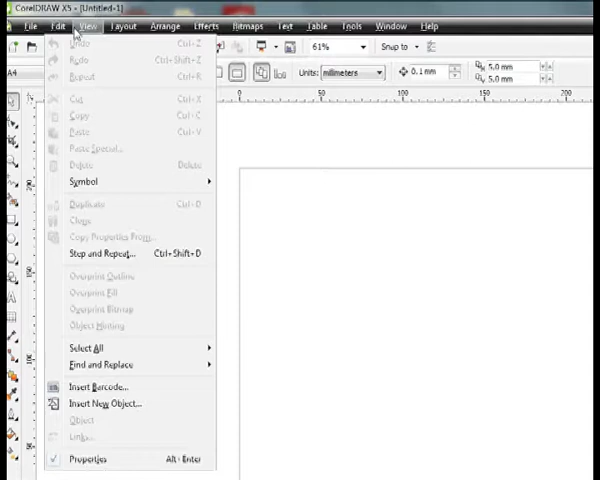 CorelDRAW X5 - [Untitled-1]
File Edit View Layout Arrange Effects Bitmaps Text Table Tools Window Help
61% Snap to
A4 Units: millimeters 0.1 mm 5.0 mm
5.0 mm
0 50 100 150 200
Undo Ctrl+Z
Redo Ctrl+Shift+Z
Repeat Ctrl+R
Cut Ctrl+X
Copy Ctrl+C
Paste Ctrl+V
Paste Special...
Delete Delete
Symbol
Duplicate Ctrl+D
Clone
Copy Properties From...
Step and Repeat... Ctrl+Shift+D
Overprint Outline
Overprint Fill
Overprint Bitmap
Object Hinting
Select All
Find and Replace
Insert Barcode...
Insert New Object...
Object
Links...
Properties Alt+Enter
200
150
100
50